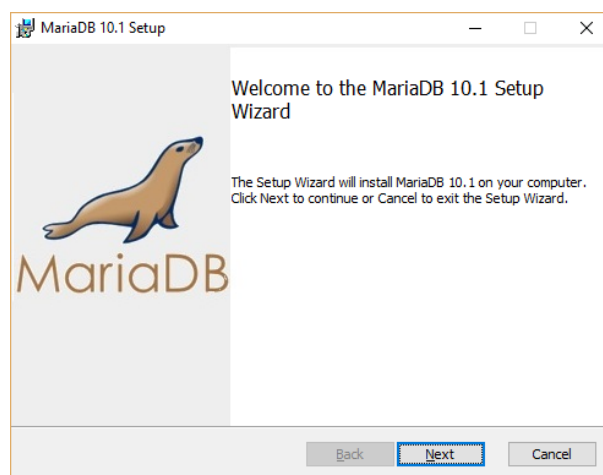 MariaDB 10.1 Setup
Welcome to the MariaDB 10.1 Setup
Wizard
The Setup Wizard will install MariaDB 10.1 on your computer.
Click Next to continue or Cancel to exit the Setup Wizard.
MariaDB
Back Next Cancel